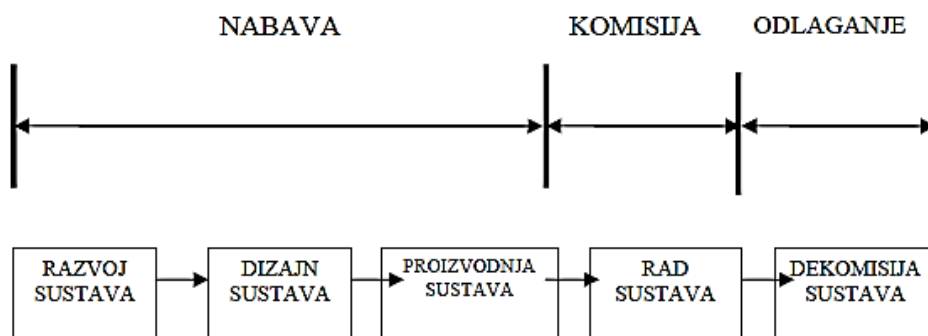 NABAVA KOMISIJA ODLAGANJE
RAZVOJ SUSTAVA
DIZAJN SUSTAVA
PROIZVODNJA SUSTAVA
RAD SUSTAVA
DEKOMISIJA SUSTAVA